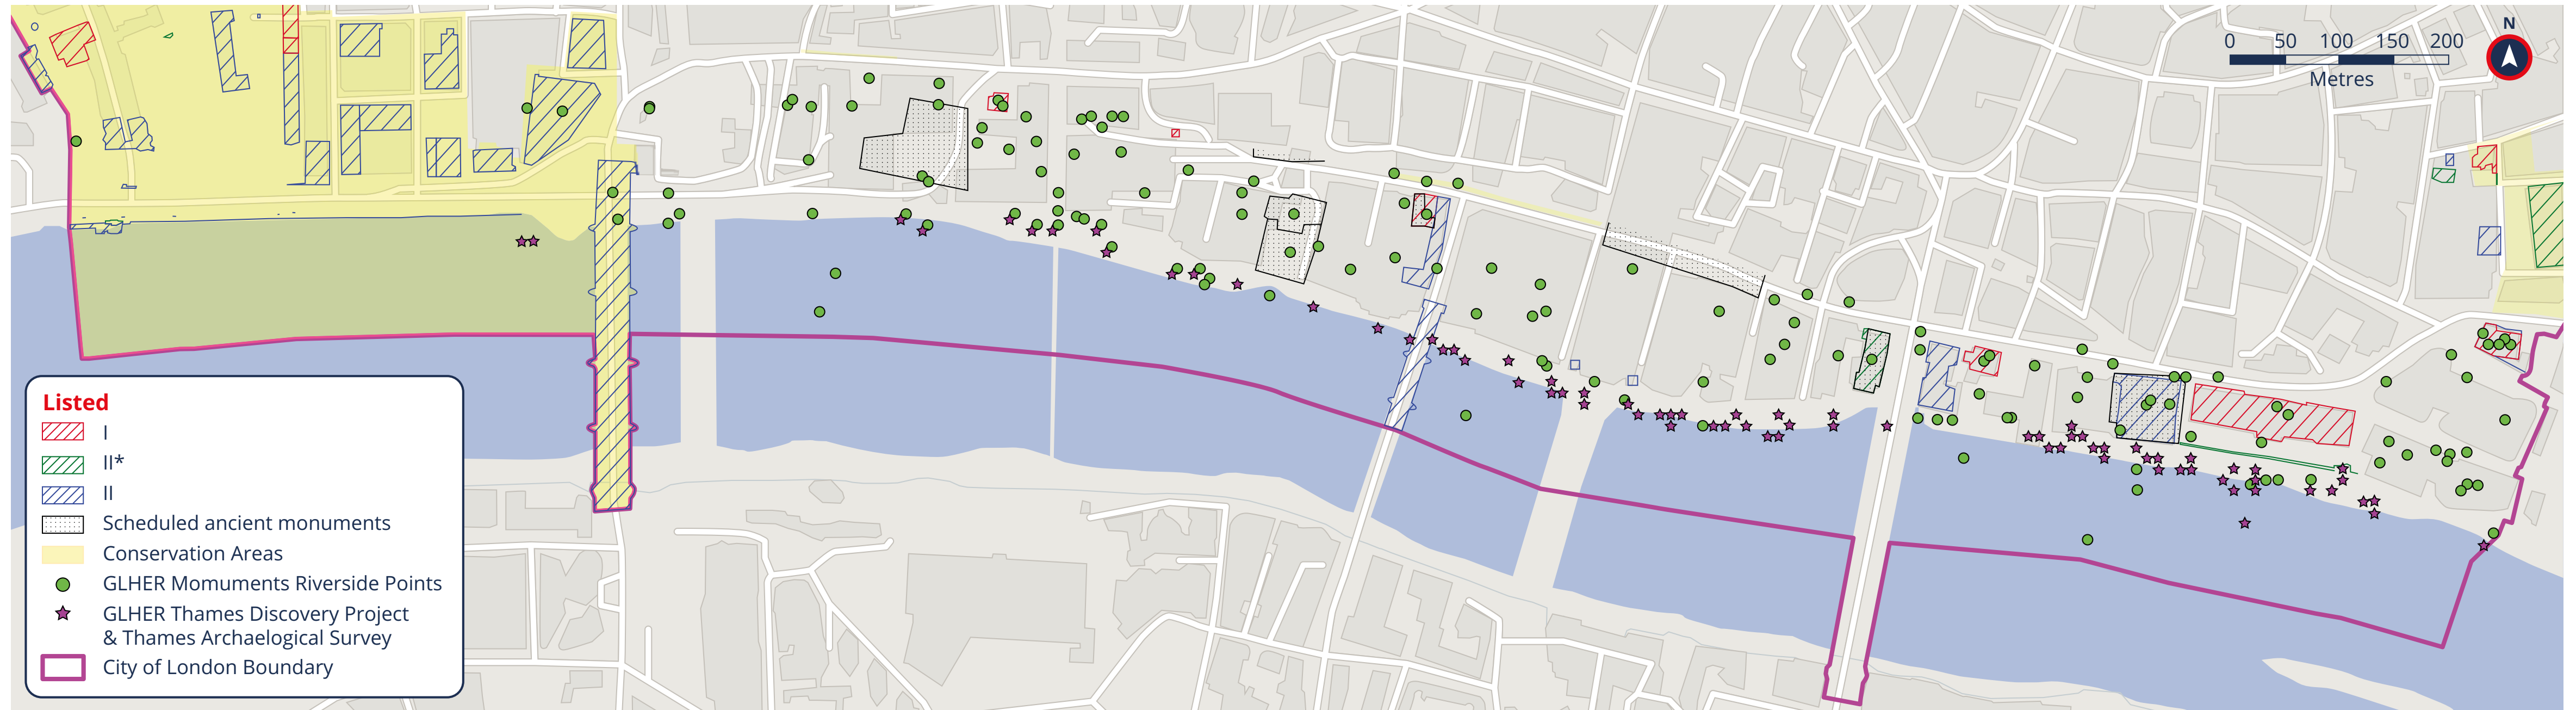 N
0 50 100 150 200
Metres
Listed
I
II*
II
Scheduled ancient monuments
Conservation Areas
GLHER Momuments Riverside Points
GLHER Thames Discovery Project
& Thames Archaelogical Survey
City of London Boundary